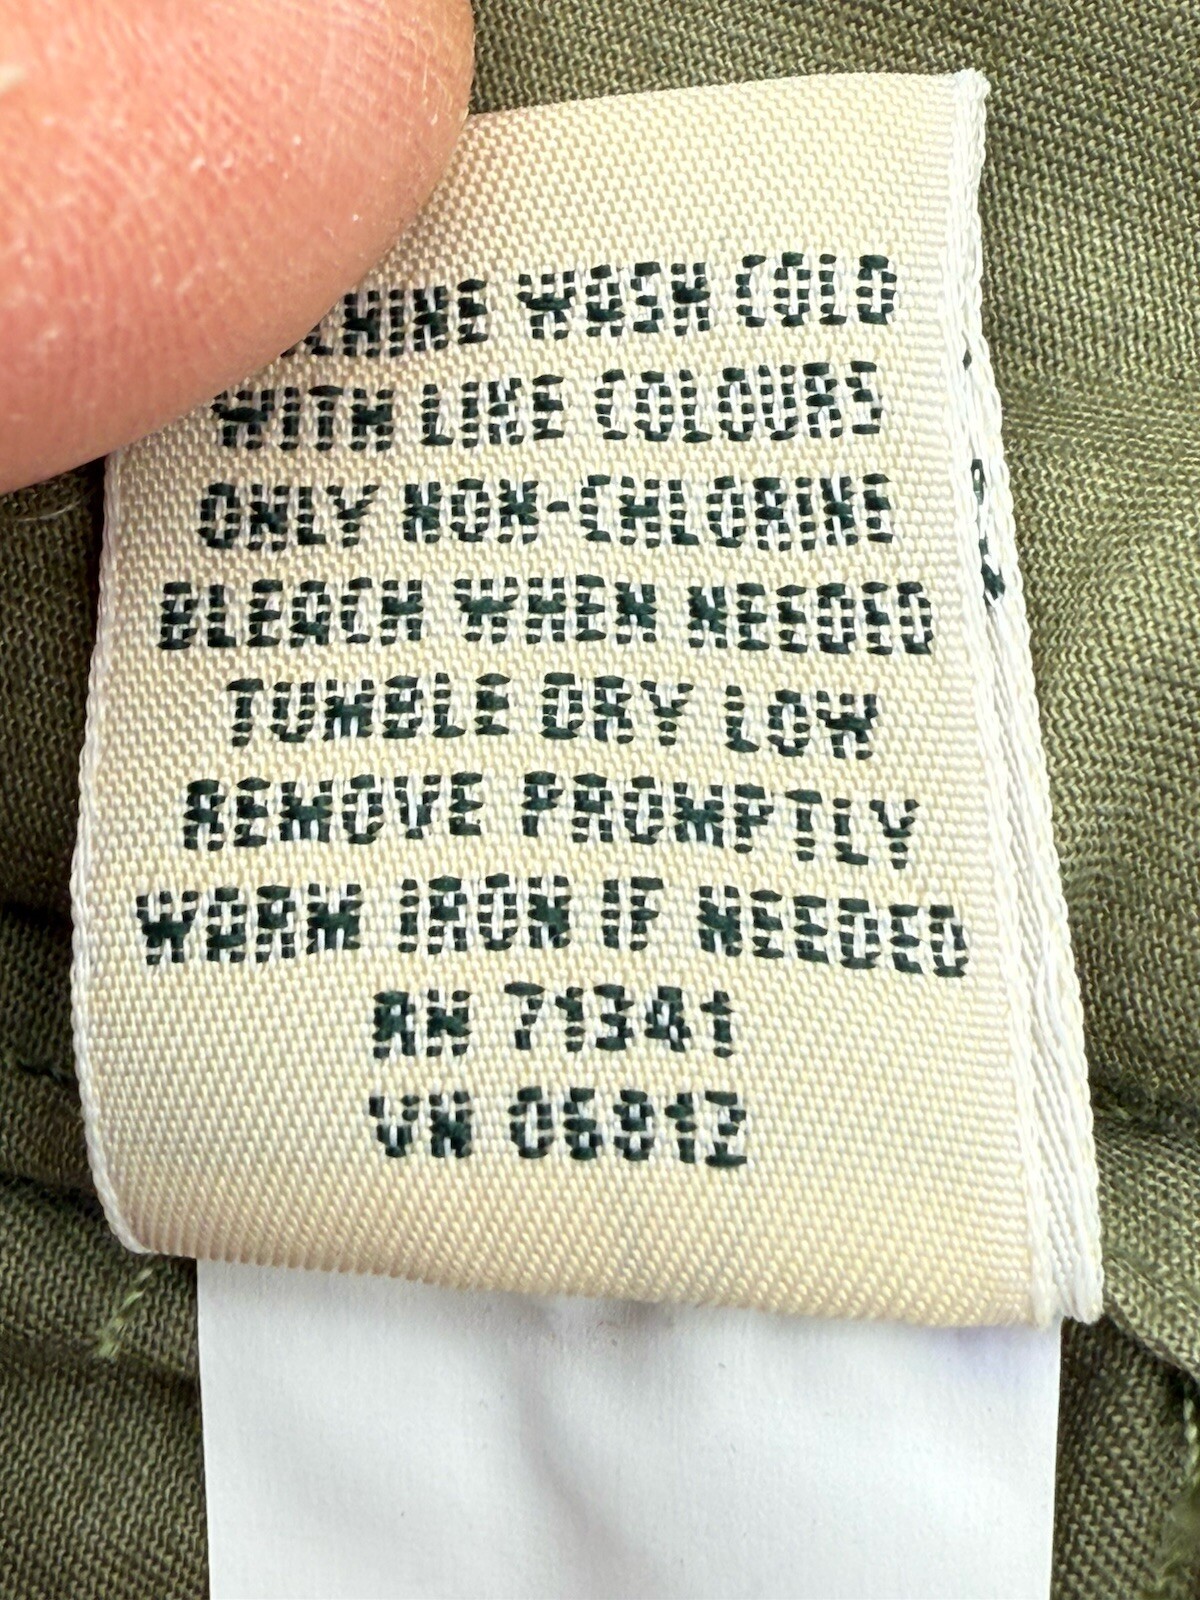 MACHINE WASH COLD
WITH LIKE COLOURS
ONLY NON-CHLORINE
BLEACH WHEN NEEDED
TUMBLE DRY LOW
REMOVE PROMPTLY
WARM IRON IF NEEDED
RN 71341
VN 05912